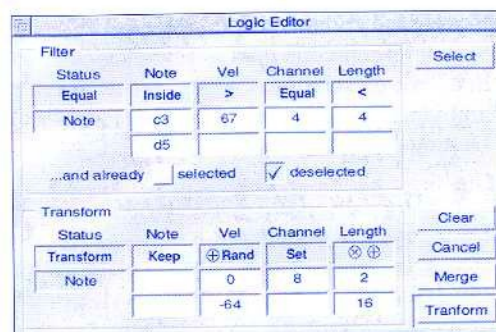 Logic Editor
Filter
Select
Status Note Vel Channel Length
Equal Inside > Equal <
Note c3 67 4 4
d5
...and already selected ✓ deselected
Transform
Clear
Status Note Vel Channel Length
Transform Keep ⊕Rand Set ⊗ ⊕
Cancel
Note 0 8 2
Merge
-64 16
Tranform